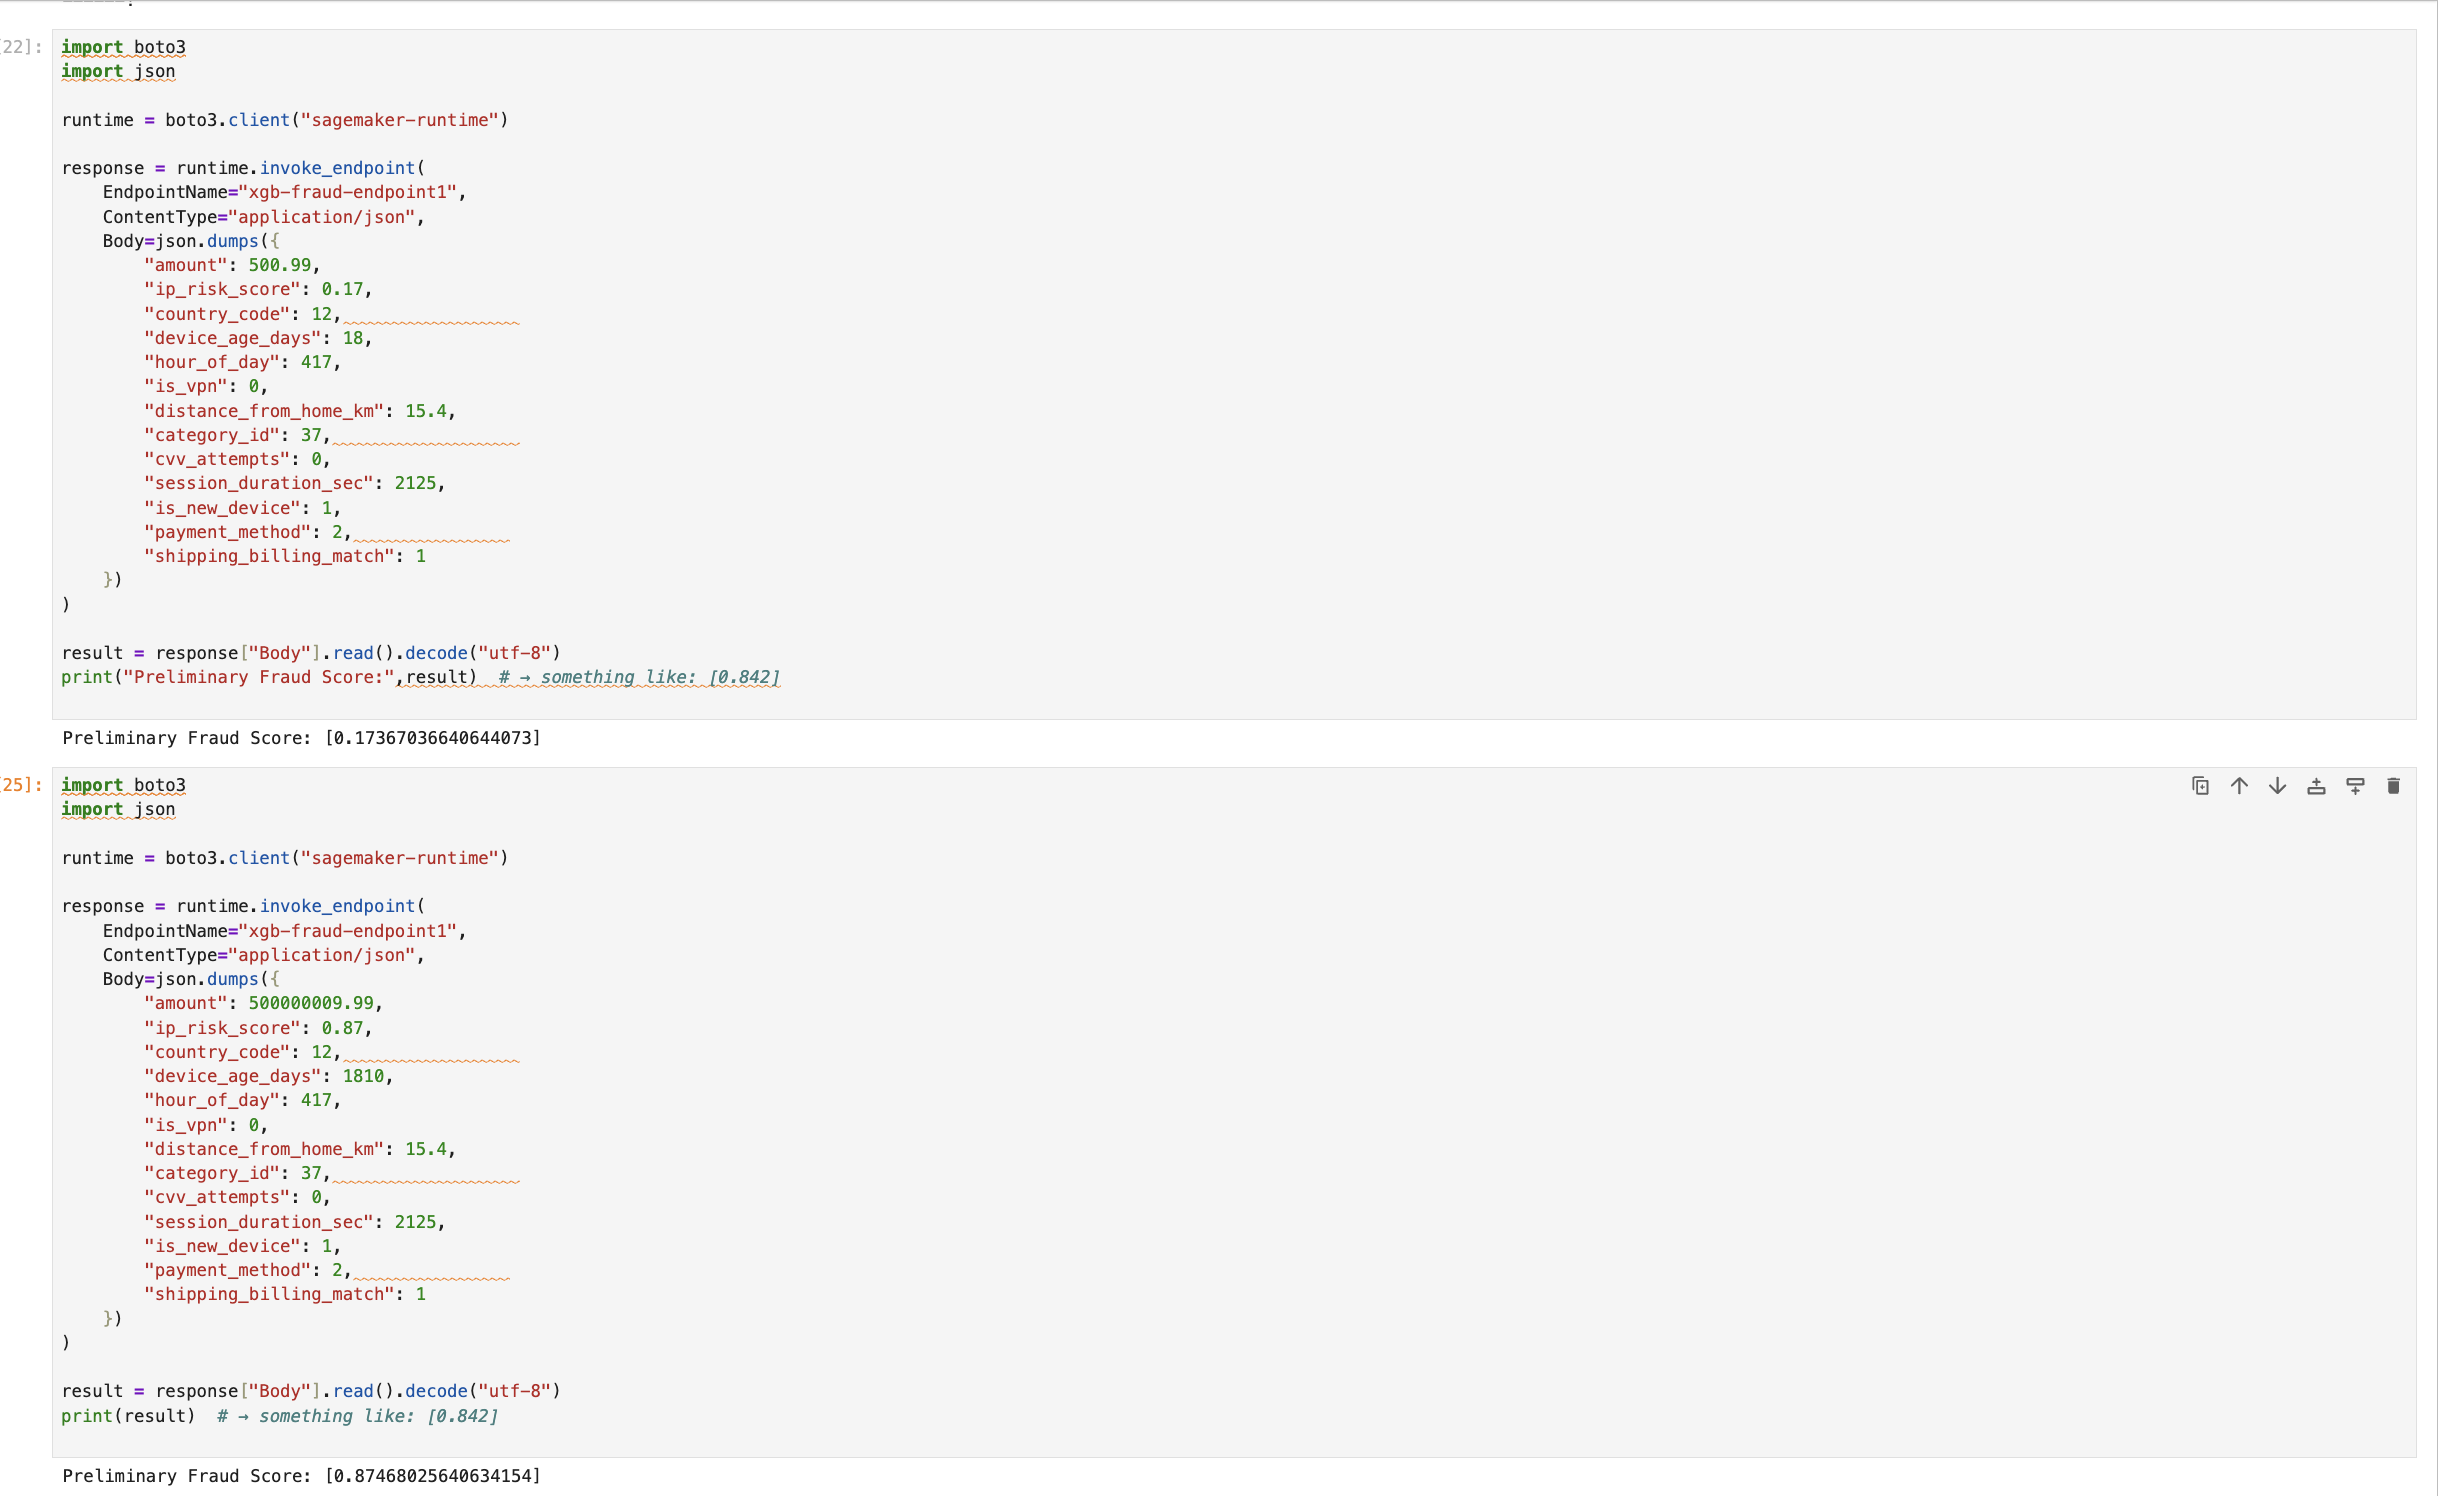 [22]:
import boto3
import json
runtime = boto3.client("sagemaker-runtime")
response = runtime.invoke_endpoint(
    EndpointName="xgb-fraud-endpoint1",
    ContentType="application/json",
    Body=json.dumps({
        "amount": 500.99,
        "ip_risk_score": 0.17,
        "country_code": 12,
        "device_age_days": 18,
        "hour_of_day": 417,
        "is_vpn": 0,
        "distance_from_home_km": 15.4,
        "category_id": 37,
        "cvv_attempts": 0,
        "session_duration_sec": 2125,
        "is_new_device": 1,
        "payment_method": 2,
        "shipping_billing_match": 1
    })
)
result = response["Body"].read().decode("utf-8")
print("Preliminary Fraud Score:",result)  # → something like: [0.842]
Preliminary Fraud Score: [0.17367036640644073]
25]:
import boto3
import json
runtime = boto3.client("sagemaker-runtime")
response = runtime.invoke_endpoint(
    EndpointName="xgb-fraud-endpoint1",
    ContentType="application/json",
    Body=json.dumps({
        "amount": 500000009.99,
        "ip_risk_score": 0.87,
        "country_code": 12,
        "device_age_days": 1810,
        "hour_of_day": 417,
        "is_vpn": 0,
        "distance_from_home_km": 15.4,
        "category_id": 37,
        "cvv_attempts": 0,
        "session_duration_sec": 2125,
        "is_new_device": 1,
        "payment_method": 2,
        "shipping_billing_match": 1
    })
)
result = response["Body"].read().decode("utf-8")
print(result)  # → something like: [0.842]
Preliminary Fraud Score: [0.87468025640634154]